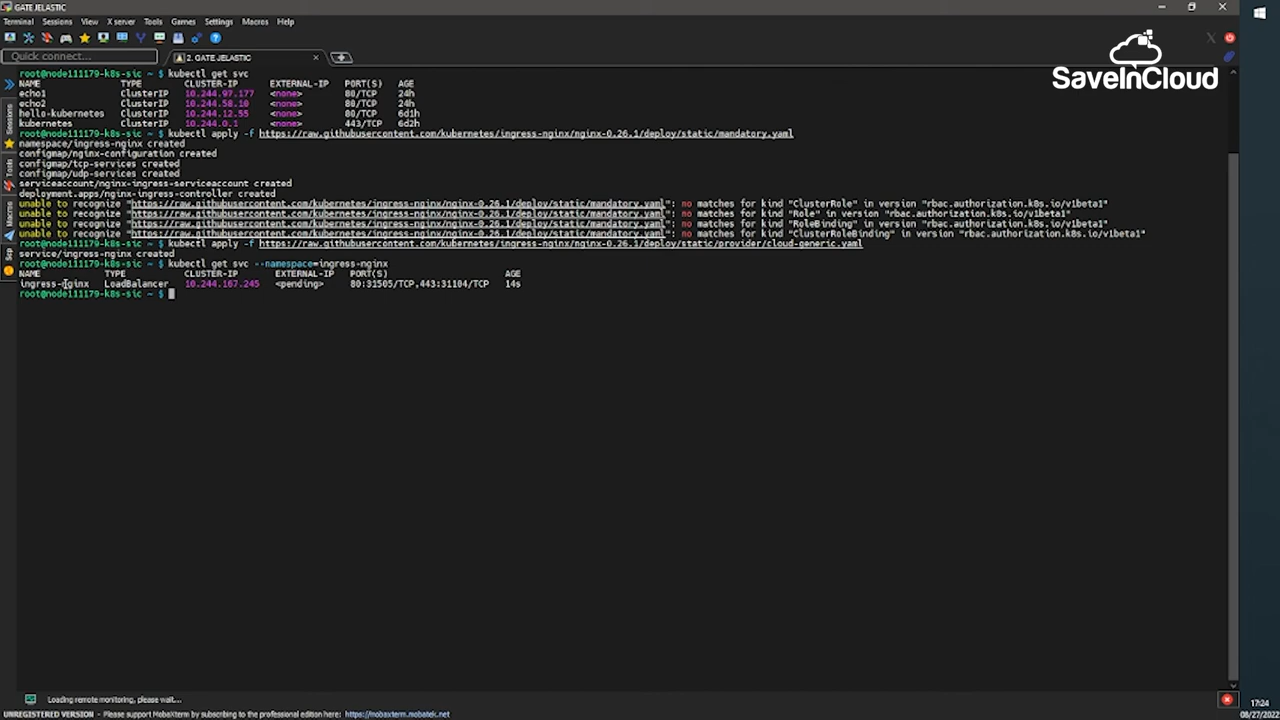 GATE JELASTIC
Terminal Sessions View X server Tools Games Settings Macros Help
Quick connect...
2. GATE JELASTIC
SaveinCloud
Sessions
Tools
Macros
Sftp
root@node111179-k8s-sic ~ $ kubectl get svc
NAME TYPE CLUSTER-IP EXTERNAL-IP PORT(S) AGE
echo1 ClusterIP 10.244.97.177 <none> 80/TCP 24h
echo2 ClusterIP 10.244.58.10 <none> 80/TCP 24h
hello-kubernetes ClusterIP 10.244.12.55 <none> 80/TCP 6d1h
kubernetes ClusterIP 10.244.0.1 <none> 443/TCP 6d2h
root@node111179-k8s-sic ~ $ kubectl apply -f https://raw.githubusercontent.com/kubernetes/ingress-nginx/nginx-0.26.1/deploy/static/mandatory.yaml
namespace/ingress-nginx created
configmap/nginx-configuration created
configmap/tcp-services created
configmap/udp-services created
serviceaccount/nginx-ingress-serviceaccount created
deployment.apps/nginx-ingress-controller created
unable to recognize "https://raw.githubusercontent.com/kubernetes/ingress-nginx/nginx-0.26.1/deploy/static/mandatory.yaml": no matches for kind "ClusterRole" in version "rbac.authorization.k8s.io/v1beta1"
unable to recognize "https://raw.githubusercontent.com/kubernetes/ingress-nginx/nginx-0.26.1/deploy/static/mandatory.yaml": no matches for kind "Role" in version "rbac.authorization.k8s.io/v1beta1"
unable to recognize "https://raw.githubusercontent.com/kubernetes/ingress-nginx/nginx-0.26.1/deploy/static/mandatory.yaml": no matches for kind "RoleBinding" in version "rbac.authorization.k8s.io/v1beta1"
unable to recognize "https://raw.githubusercontent.com/kubernetes/ingress-nginx/nginx-0.26.1/deploy/static/mandatory.yaml": no matches for kind "ClusterRoleBinding" in version "rbac.authorization.k8s.io/v1beta1"
root@node111179-k8s-sic ~ $ kubectl apply -f https://raw.githubusercontent.com/kubernetes/ingress-nginx/nginx-0.26.1/deploy/static/provider/cloud-generic.yaml
service/ingress-nginx created
root@node111179-k8s-sic ~ $ kubectl get svc --namespace=ingress-nginx
NAME TYPE CLUSTER-IP EXTERNAL-IP PORT(S) AGE
ingress-nginx LoadBalancer 10.244.167.245 <pending> 80:31505/TCP,443:31104/TCP 14s
root@node111179-k8s-sic ~ $
Loading remote monitoring, please wait...
UNREGISTERED VERSION - Please support MobaXterm by subscribing to the professional edition here: https://mobaxterm.mobatek.net
17:24
08/27/2022